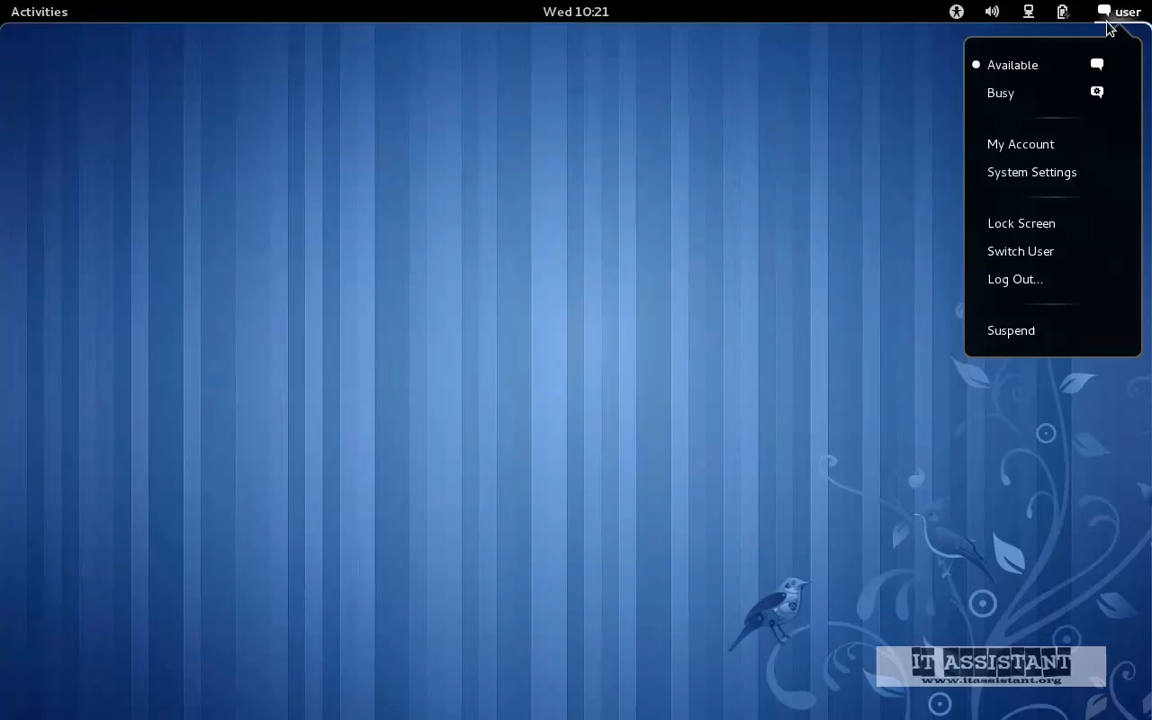 Activities
Wed 10:21
user
Available
Busy
My Account
System Settings
Lock Screen
Switch User
Log Out...
Suspend
IT ASSISTANT
www.itassistant.org